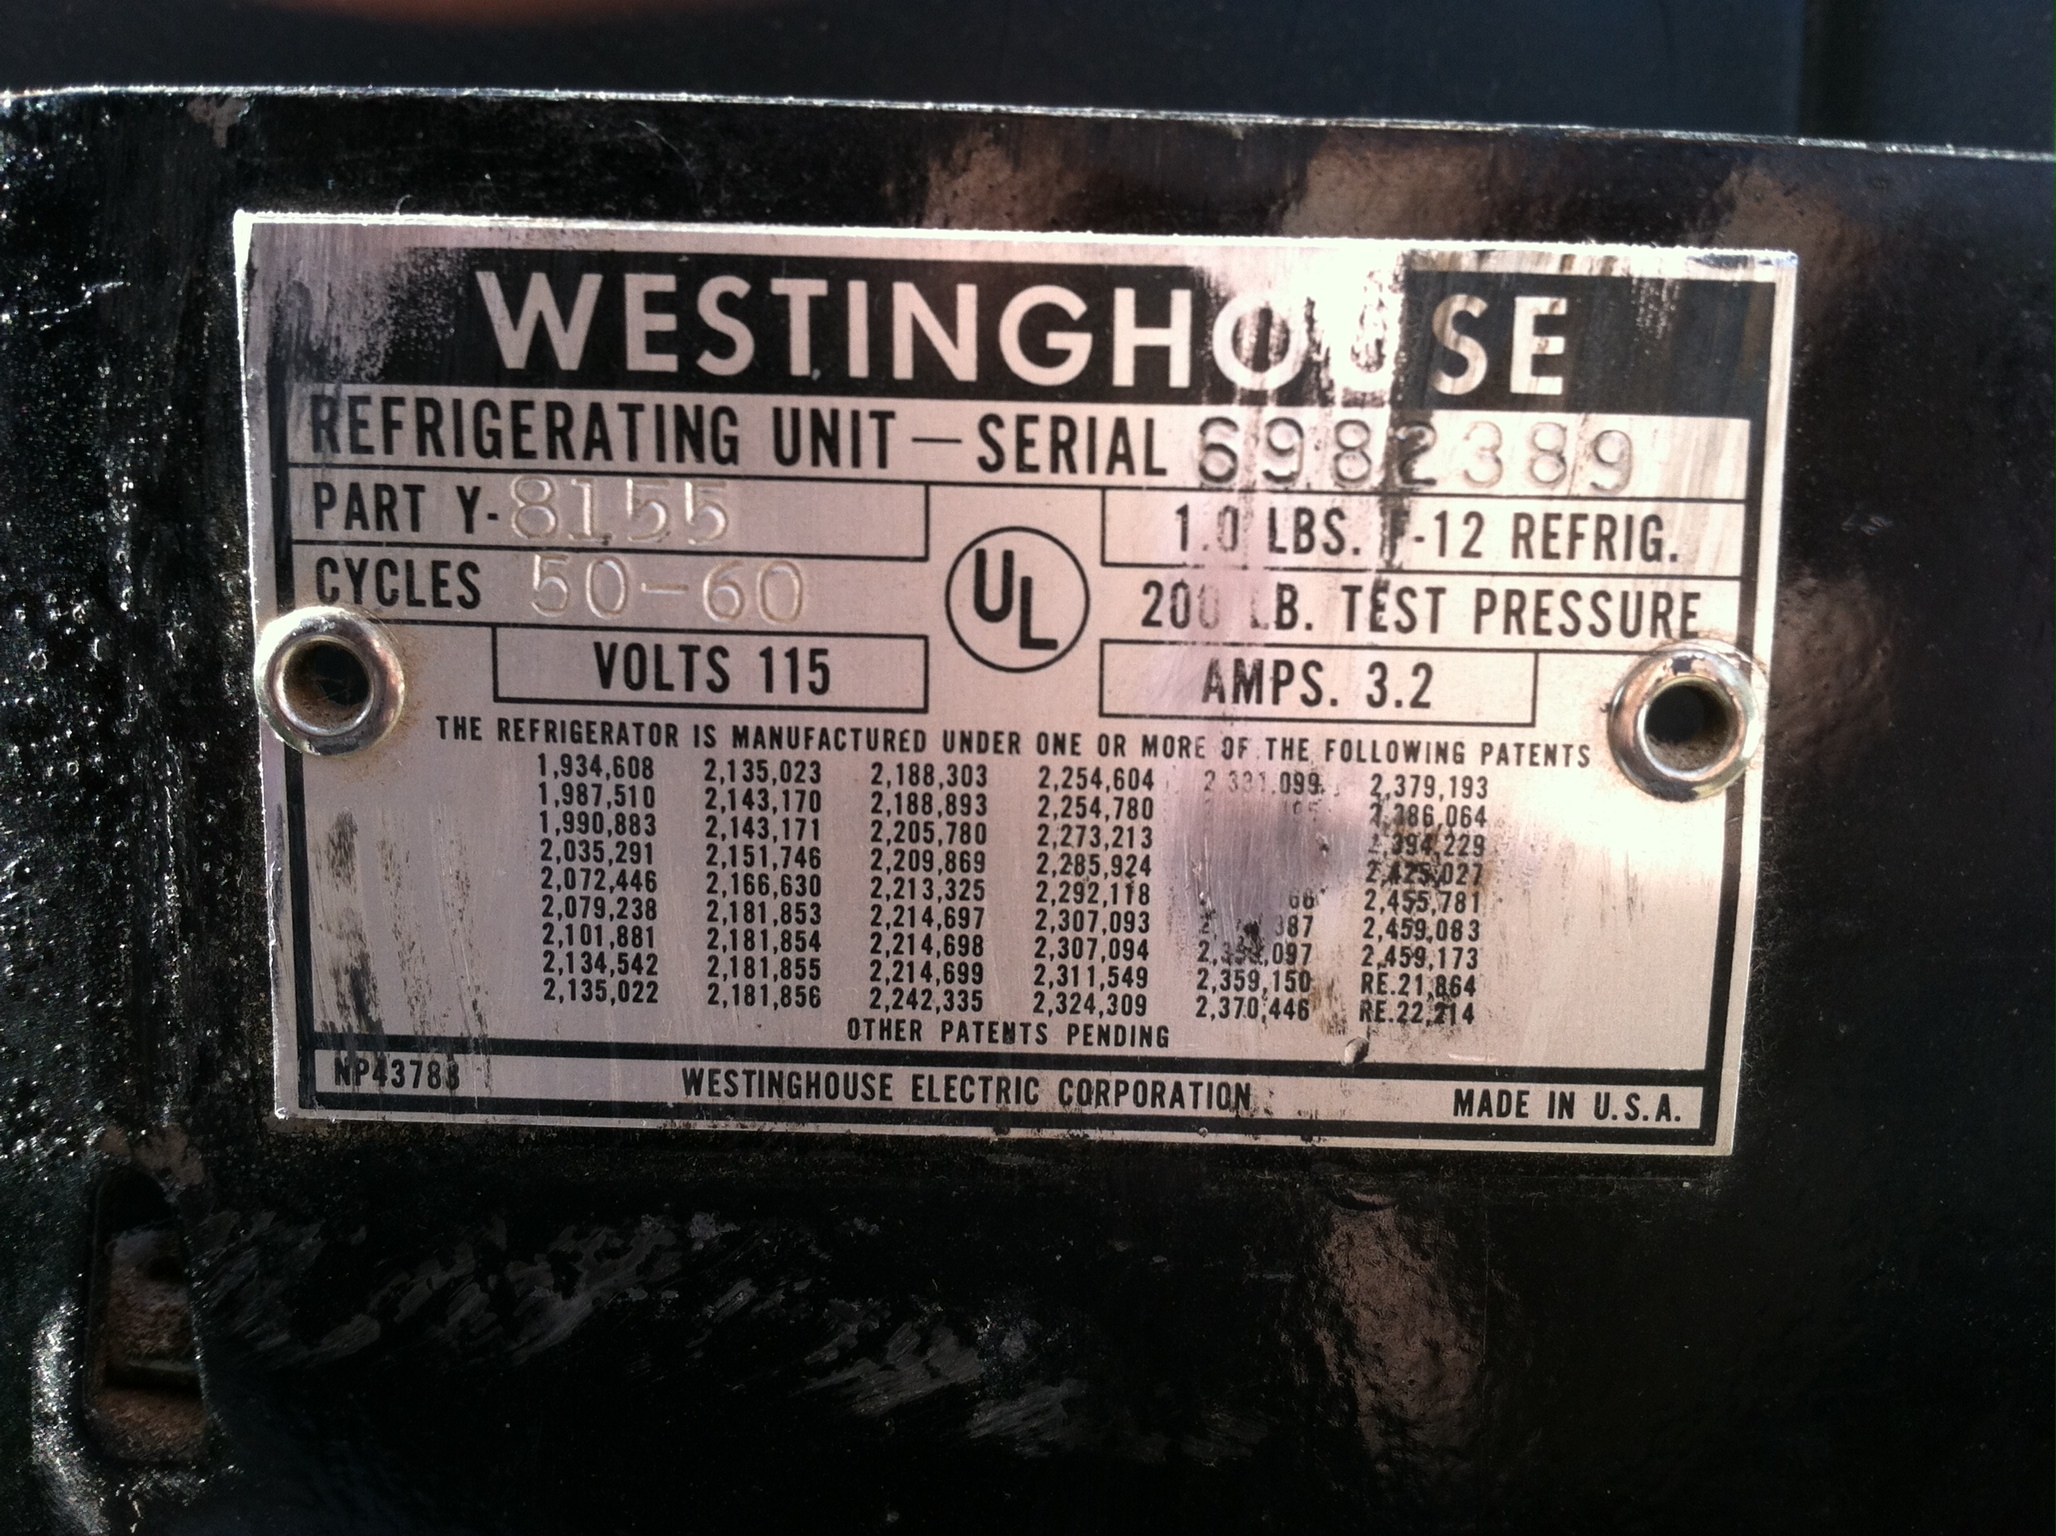 WESTINGHOUSE
REFRIGERATING UNIT — SERIAL 6982389
PART Y-8155
1.0 LBS. F-12 REFRIG.
CYCLES 50-60
UL
200 LB. TEST PRESSURE
VOLTS 115
AMPS. 3.2
THE REFRIGERATOR IS MANUFACTURED UNDER ONE OR MORE OF THE FOLLOWING PATENTS
1,934,608 2,135,023 2,188,303 2,254,604 2,331,099 2,379,193
1,987,510 2,143,170 2,188,893 2,254,780 2,386,064
1,990,883 2,143,171 2,205,780 2,273,213 2,394,229
2,035,291 2,151,746 2,209,869 2,285,924 2,425,027
2,072,446 2,166,630 2,213,325 2,292,118 2,455,781
2,079,238 2,181,853 2,214,697 2,307,093 2,459,083
2,101,881 2,181,854 2,214,698 2,307,094 2,459,173
2,134,542 2,181,855 2,214,699 2,311,549 2,359,150 RE.21,864
2,135,022 2,181,856 2,242,335 2,324,309 2,370,446 RE.22,214
OTHER PATENTS PENDING
NP43788 WESTINGHOUSE ELECTRIC CORPORATION MADE IN U.S.A.